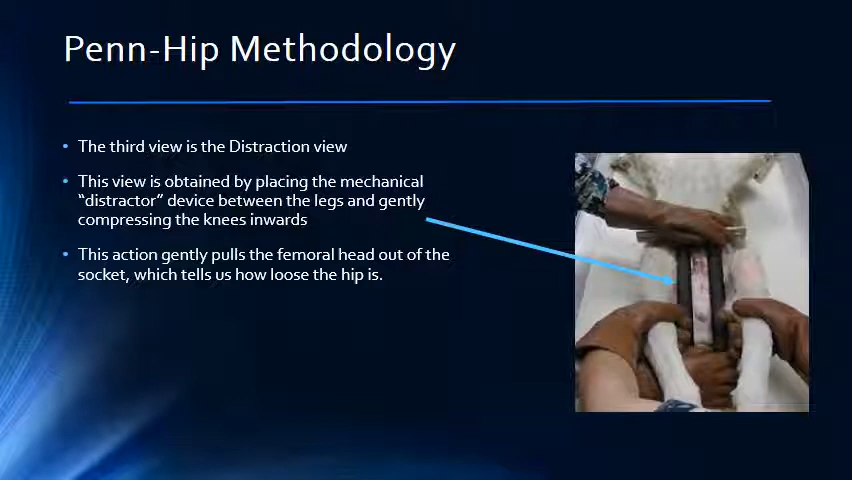 Penn-Hip Methodology
• The third view is the Distraction view
• This view is obtained by placing the mechanical
“distractor” device between the legs and gently
compressing the knees inwards
• This action gently pulls the femoral head out of the
socket, which tells us how loose the hip is.